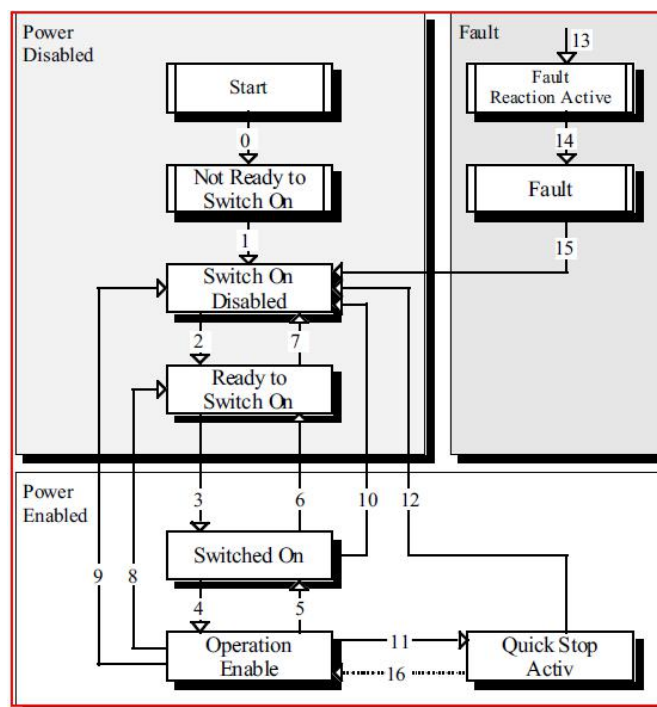 Power
Disabled
Start
0
Not Ready to
Switch On
1
Switch On
Disabled
2
7
Ready to
Switch On
Fault
13
Fault
Reaction Active
14
Fault
15
Power
Enabled
3
6
10
12
Switched On
9
8
4
5
Operation
Enable
11
16
Quick Stop
Activ